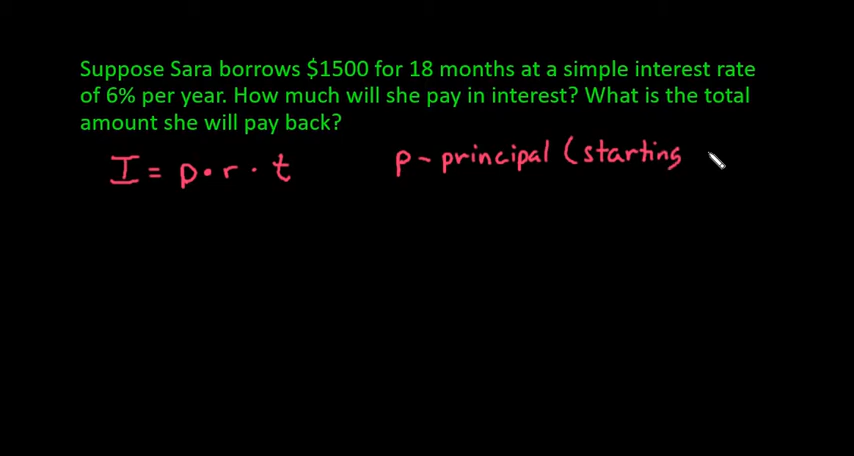 Suppose Sara borrows $1500 for 18 months at a simple interest rate
of 6% per year. How much will she pay in interest? What is the total
amount she will pay back?
I = p · r · t
p - principal (starting